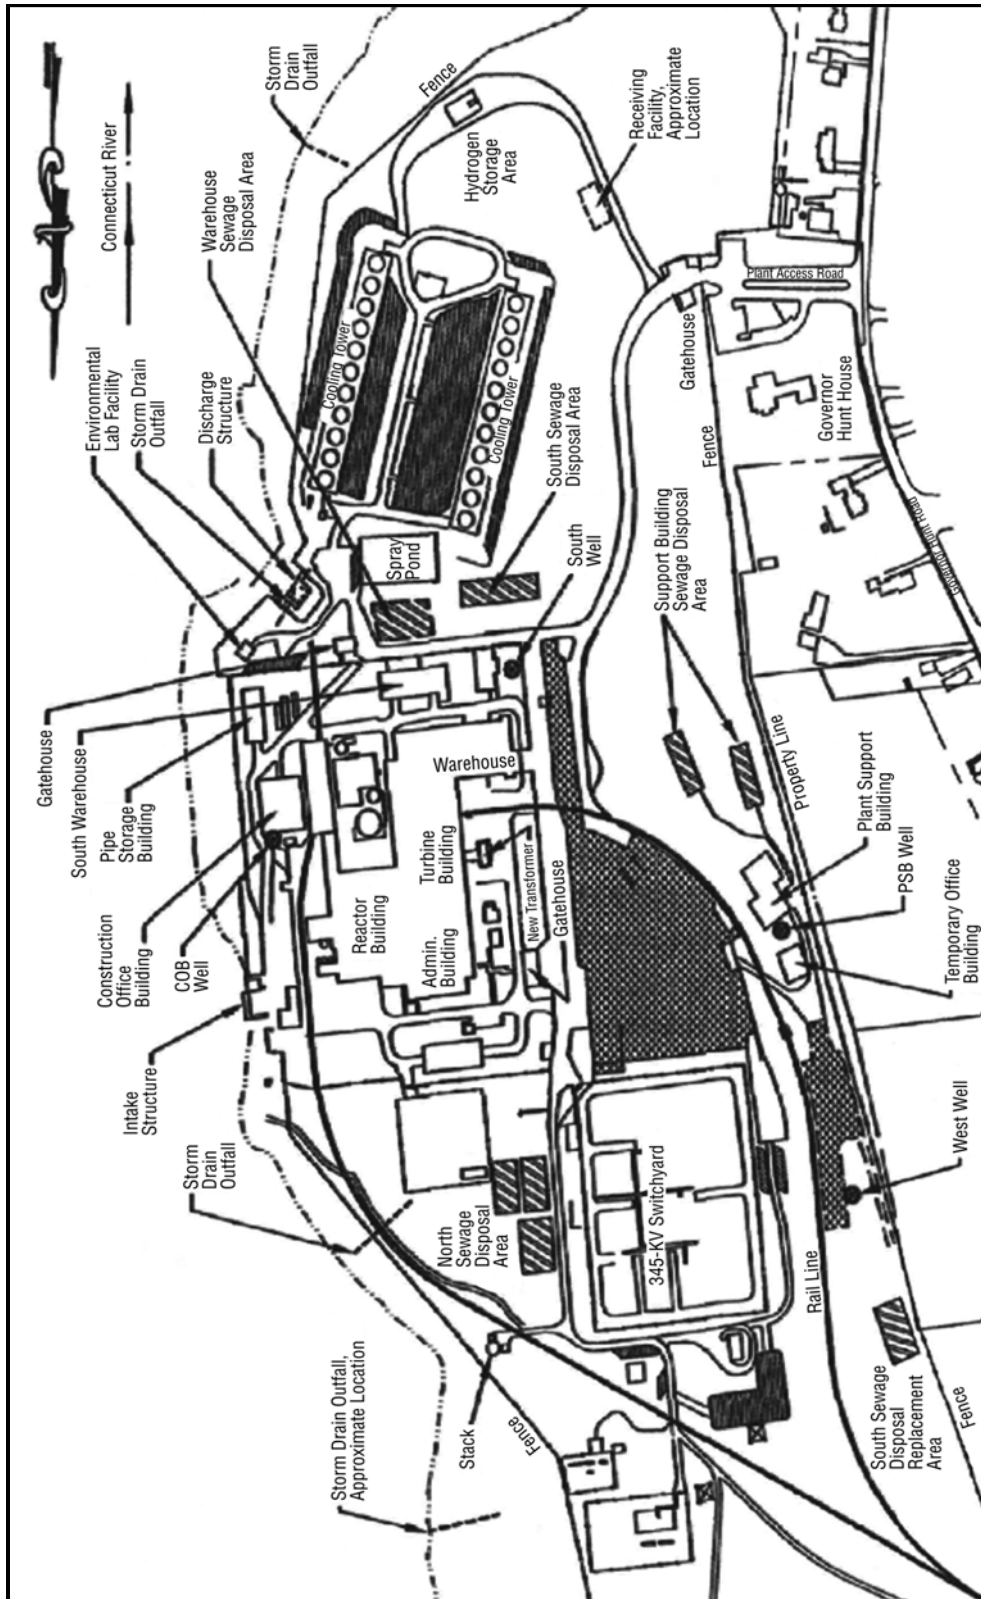 Connecticut River
Storm
Drain
Outfall
Fence
Hydrogen
Storage
Area
Receiving
Facility,
Approximate
Location
Warehouse
Sewage
Disposal Area
Environmental
Lab Facility
Storm Drain
Outfall
Discharge
Structure
Cooling Tower
Cooling Tower
Plant Access Road
Gatehouse
Governor
Hunt House
Fence
Governor Hunt Road
South Sewage
Disposal Area
Spray
Pond
South
Well
Support Building
Sewage Disposal
Area
Gatehouse
South Warehouse
Pipe
Storage
Building
Warehouse
Property Line
Construction
Office
Building
COB
Well
Reactor
Building
Turbine
Building
Admin.
Building
New Transformer
Gatehouse
Plant Support
Building
PSB Well
Temporary Office
Building
Intake
Structure
Storm
Drain
Outfall
North
Sewage
Disposal
Area
345-KV Switchyard
West Well
Rail Line
Storm Drain Outfall,
Approximate Location
Stack
Fence
South Sewage
Disposal
Replacement
Area
Fence